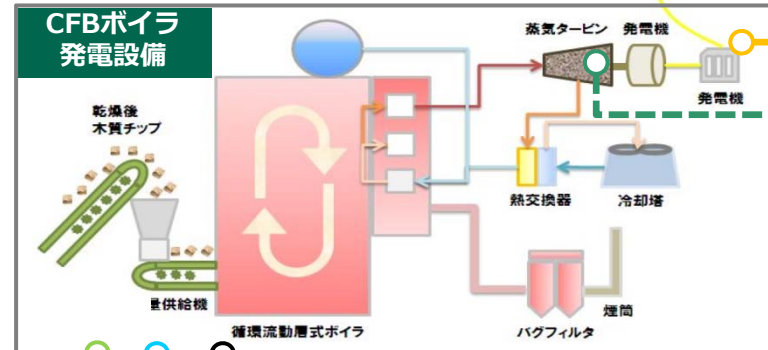 CFBボイラ
発電設備
蒸気タービン
発電機
発電機
乾燥後
木質チップ
熱交換器
冷却塔
量供給機
煙筒
循環流動層式ボイラ
バグフィルタ